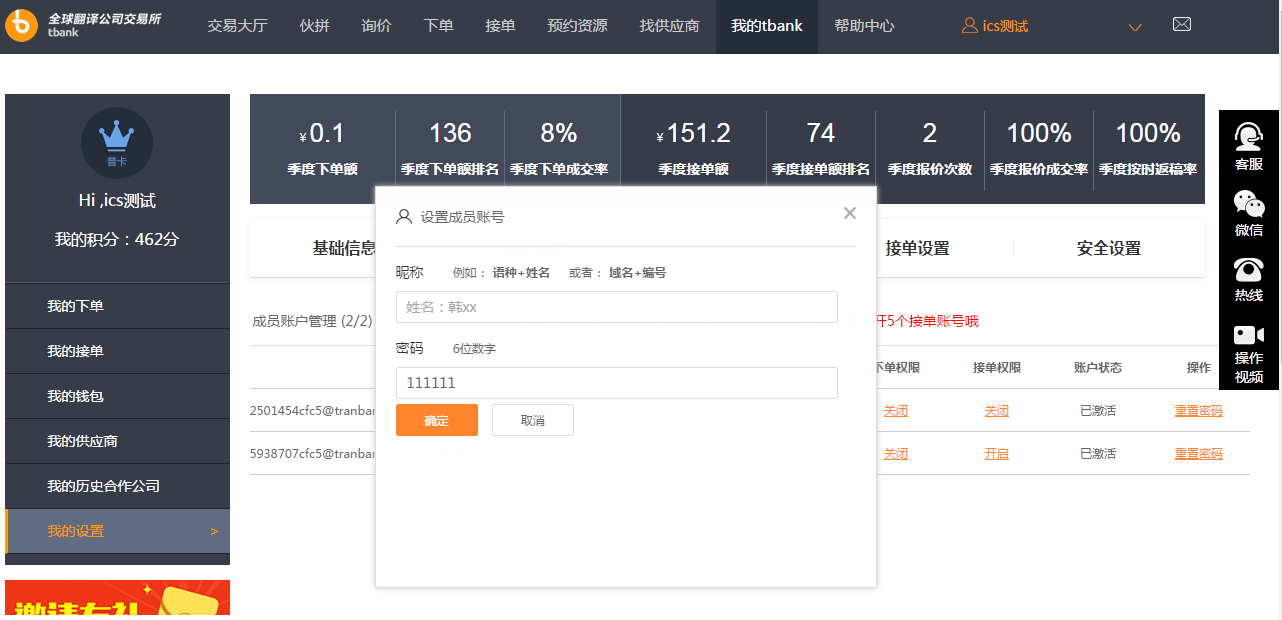 全球翻译公司交易所
tbank
交易大厅 伙拼 询价 下单 接单 预约资源 找供应商 我的tbank 帮助中心 ics测试
普卡
Hi ,ics测试
我的积分：462分
我的下单
我的接单
我的钱包
我的供应商
我的历史合作公司
我的设置 >
邀请有礼
¥0.1 136 8% ¥151.2 74 2 100% 100%
季度下单额 季度下单额排名 季度下单成交率 季度接单额 季度接单额排名 季度报价次数 季度报价成交率 季度按时返稿率
基础信息 接单设置 安全设置
成员账户管理 (2/2) 开5个接单账号哦
下单权限 接单权限 账户状态 操作
2501454cfc5@tranban 关闭 关闭 已激活 重置密码
5938707cfc5@tranban 关闭 开启 已激活 重置密码
设置成员账号 ×
昵称 例如： 语种+姓名 或者： 域名+编号
姓名：韩xx
密码 6位数字
111111
确定 取消
客服
微信
热线
操作
视频